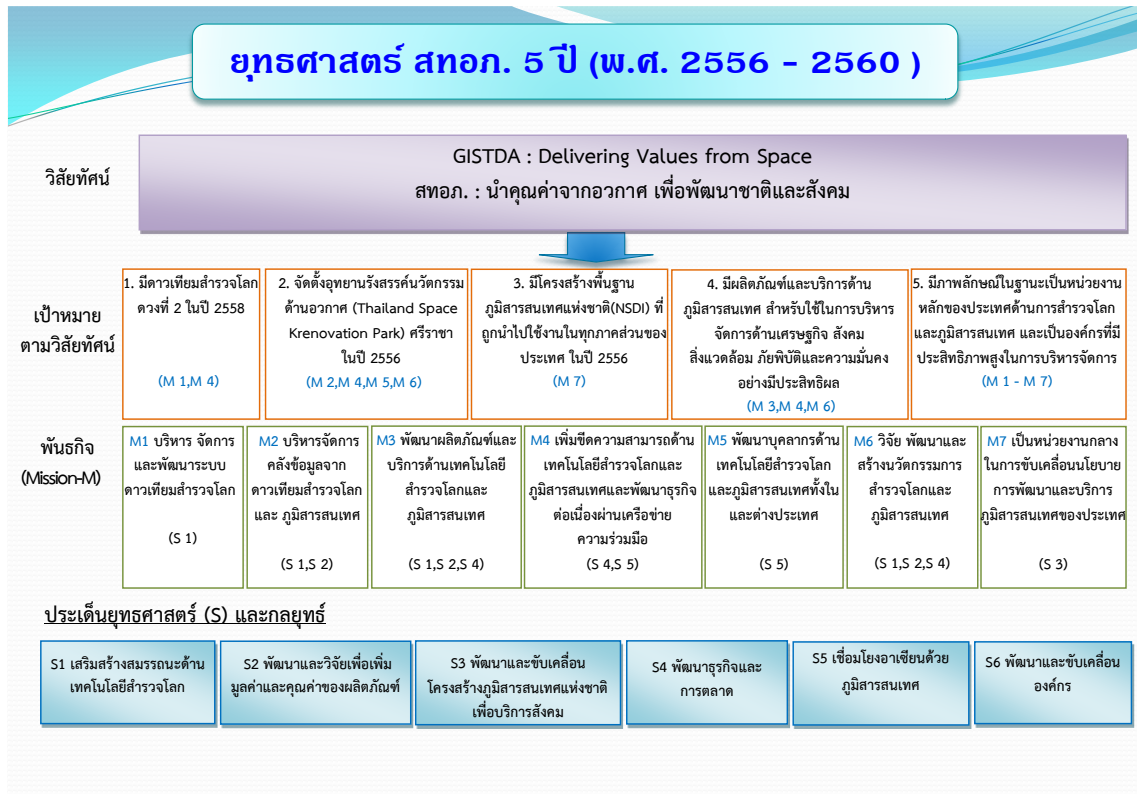 ยุทธศาสตร์ สทอภ. 5 ปี (พ.ศ. 2556 - 2560 )
วิสัยทัศน์
GISTDA : Delivering Values from Space
สทอภ. : นำคุณค่าจากอวกาศ เพื่อพัฒนาชาติและสังคม
เป้าหมาย
ตามวิสัยทัศน์
1. มีดาวเทียมสำรวจโลก
ดวงที่ 2 ในปี 2558
(M 1,M 4)
2. จัดตั้งอุทยานรังสรรค์นวัตกรรม
ด้านอวกาศ (Thailand Space
Krenovation Park) ศรีราชา
ในปี 2556
(M 2,M 4,M 5,M 6)
3. มีโครงสร้างพื้นฐาน
ภูมิสารสนเทศแห่งชาติ(NSDI) ที่
ถูกนำไปใช้งานในทุกภาคส่วนของ
ประเทศ ในปี 2556
(M 7)
4. มีผลิตภัณฑ์และบริการด้าน
ภูมิสารสนเทศ สำหรับใช้ในการบริหาร
จัดการด้านเศรษฐกิจ สังคม
สิ่งแวดล้อม ภัยพิบัติและความมั่นคง
อย่างมีประสิทธิผล
(M 3,M 4,M 6)
5. มีภาพลักษณ์ในฐานะเป็นหน่วยงาน
หลักของประเทศด้านการสำรวจโลก
และภูมิสารสนเทศ และเป็นองค์กรที่มี
ประสิทธิภาพสูงในการบริหารจัดการ
(M 1 - M 7)
พันธกิจ
(Mission-M)
M1 บริหาร จัดการ
และพัฒนาระบบ
ดาวเทียมสำรวจโลก
(S 1)
M2 บริหารจัดการ
คลังข้อมูลจาก
ดาวเทียมสำรวจโลก
และ ภูมิสารสนเทศ
(S 1,S 2)
M3 พัฒนาผลิตภัณฑ์และ
บริการด้านเทคโนโลยี
สำรวจโลกและ
ภูมิสารสนเทศ
(S 1,S 2,S 4)
M4 เพิ่มขีดความสามารถด้าน
เทคโนโลยีสำรวจโลกและ
ภูมิสารสนเทศและพัฒนาธุรกิจ
ต่อเนื่องผ่านเครือข่าย
ความร่วมมือ
(S 4,S 5)
M5 พัฒนาบุคลากรด้าน
เทคโนโลยีสำรวจโลก
และภูมิสารสนเทศทั้งใน
และต่างประเทศ
(S 5)
M6 วิจัย พัฒนาและ
สร้างนวัตกรรมการ
สำรวจโลกและ
ภูมิสารสนเทศ
(S 1,S 2,S 4)
M7 เป็นหน่วยงานกลาง
ในการขับเคลื่อนนโยบาย
การพัฒนาและบริการ
ภูมิสารสนเทศของประเทศ
(S 3)
ประเด็นยุทธศาสตร์ (S) และกลยุทธ์
S1 เสริมสร้างสมรรถนะด้าน
เทคโนโลยีสำรวจโลก
S2 พัฒนาและวิจัยเพื่อเพิ่ม
มูลค่าและคุณค่าของผลิตภัณฑ์
S3 พัฒนาและขับเคลื่อน
โครงสร้างภูมิสารสนเทศแห่งชาติ
เพื่อบริการสังคม
S4 พัฒนาธุรกิจและ
การตลาด
S5 เชื่อมโยงอาเซียนด้วย
ภูมิสารสนเทศ
S6 พัฒนาและขับเคลื่อน
องค์กร